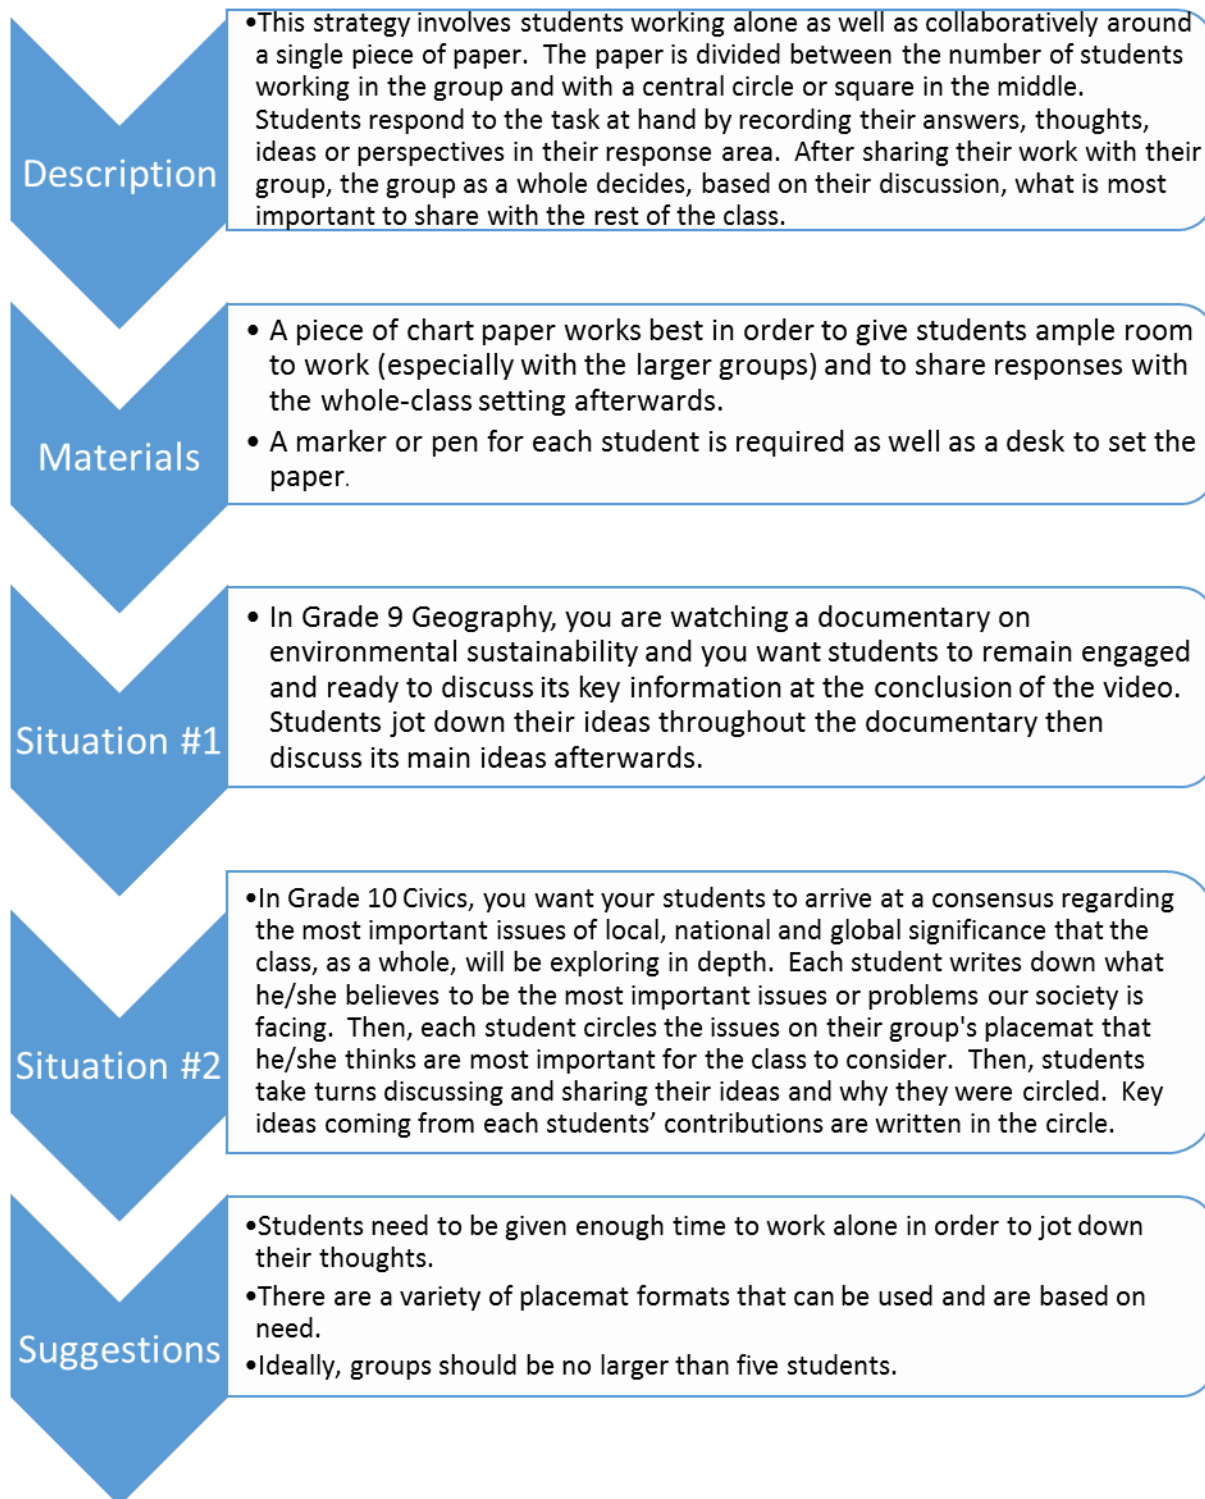 Description
•This strategy involves students working alone as well as collaboratively around
a single piece of paper.  The paper is divided between the number of students
working in the group and with a central circle or square in the middle.
Students respond to the task at hand by recording their answers, thoughts,
ideas or perspectives in their response area.  After sharing their work with their
group, the group as a whole decides, based on their discussion, what is most
important to share with the rest of the class.
Materials
• A piece of chart paper works best in order to give students ample room
to work (especially with the larger groups) and to share responses with
the whole-class setting afterwards.
• A marker or pen for each student is required as well as a desk to set the
paper.
Situation #1
• In Grade 9 Geography, you are watching a documentary on
environmental sustainability and you want students to remain engaged
and ready to discuss its key information at the conclusion of the video.
Students jot down their ideas throughout the documentary then
discuss its main ideas afterwards.
Situation #2
•In Grade 10 Civics, you want your students to arrive at a consensus regarding
the most important issues of local, national and global significance that the
class, as a whole, will be exploring in depth.  Each student writes down what
he/she believes to be the most important issues or problems our society is
facing.  Then, each student circles the issues on their group's placemat that
he/she thinks are most important for the class to consider.  Then, students
take turns discussing and sharing their ideas and why they were circled.  Key
ideas coming from each students’ contributions are written in the circle.
Suggestions
•Students need to be given enough time to work alone in order to jot down
their thoughts.
•There are a variety of placemat formats that can be used and are based on
need.
•Ideally, groups should be no larger than five students.